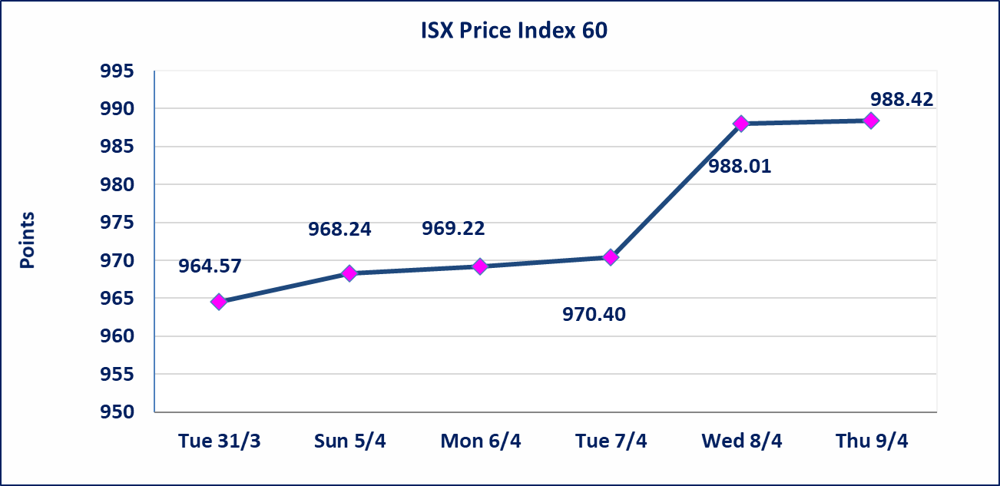 ISX Price Index 60
995
990
985
980
975
970
965
960
955
950
Points
964.57
968.24
969.22
970.40
988.01
988.42
Tue 31/3
Sun 5/4
Mon 6/4
Tue 7/4
Wed 8/4
Thu 9/4